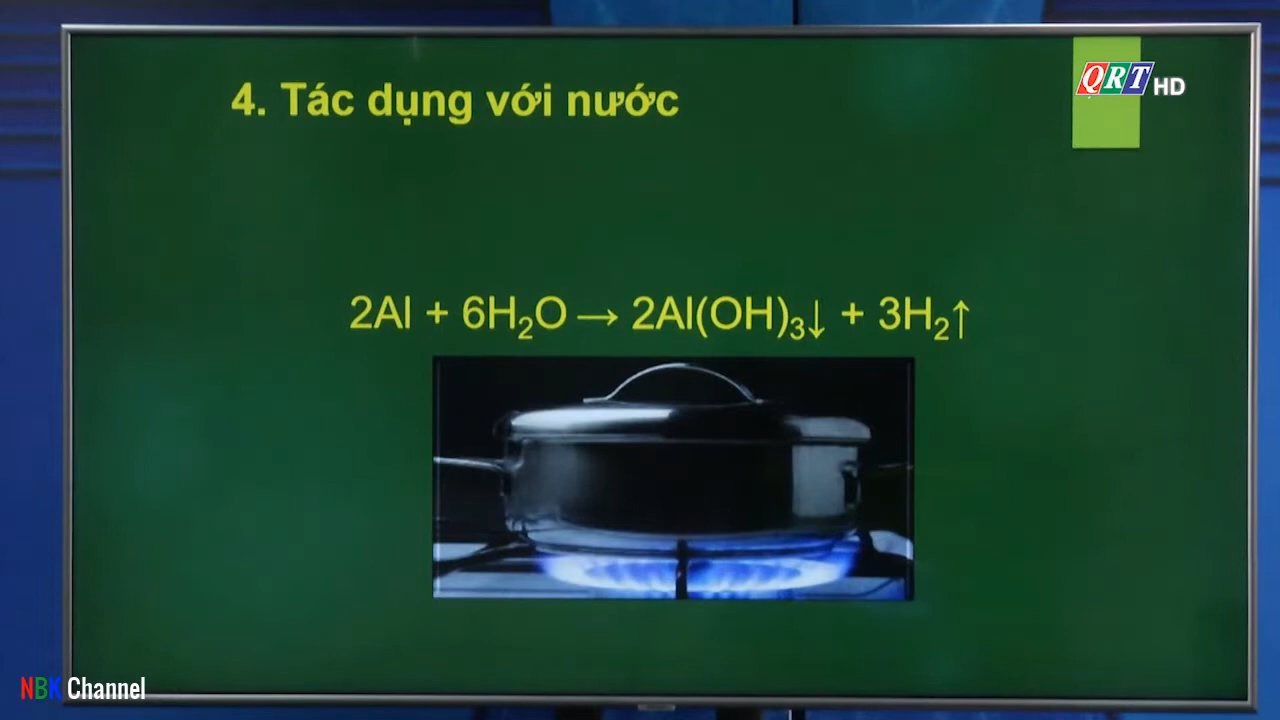 4. Tác dụng với nước
QRT HD
2Al + 6H₂O → 2Al(OH)₃↓ + 3H₂↑
NBK Channel